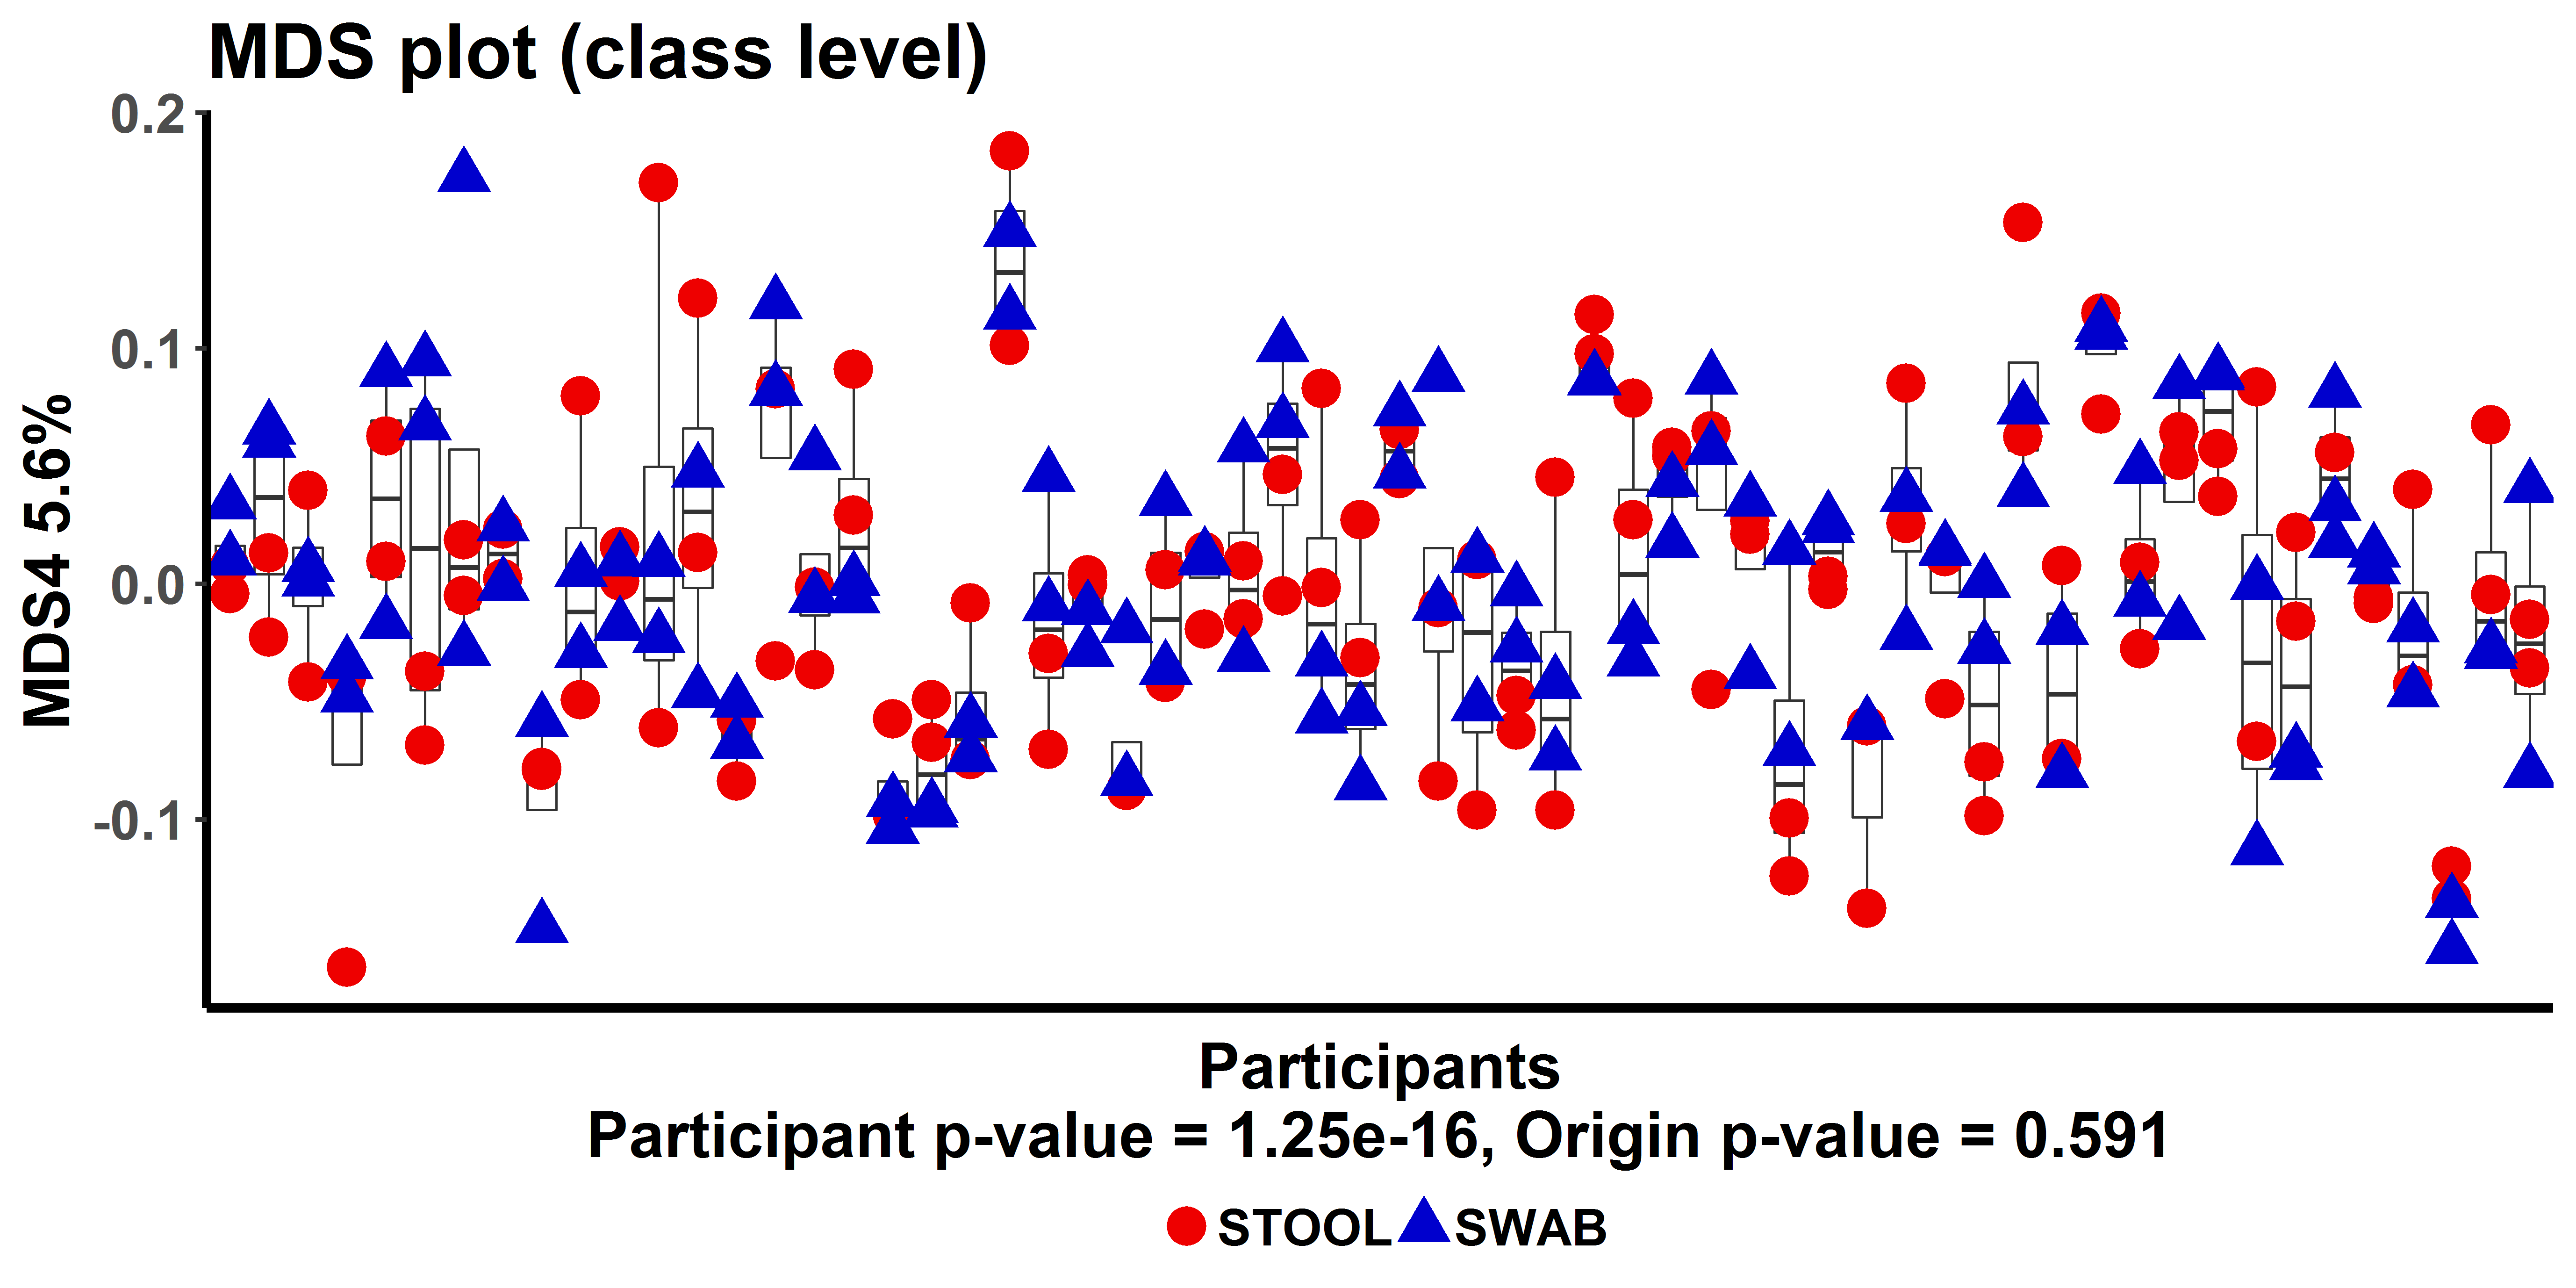 MDS plot (class level)
0.2
0.1
0.0
-0.1
MDS4 5.6%
Participants
Participant p-value = 1.25e-16, Origin p-value = 0.591
STOOL SWAB